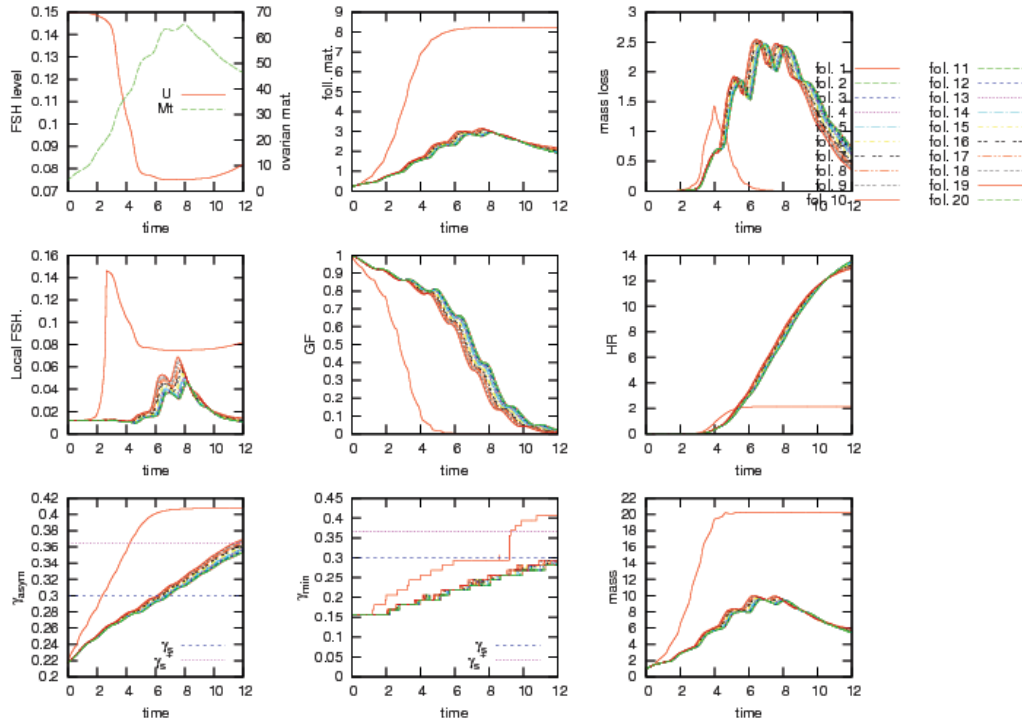 0.15
0.14
0.13
0.12
0.11
0.1
0.09
0.08
0.07
FSH level
U
Mt
70
60
50
40
30
20
10
0
ovarian mat.
0 2 4 6 8 10 12
time
9
8
7
6
5
4
3
2
1
0
foll. mat.
0 2 4 6 8 10 12
time
3
2.5
2
1.5
1
0.5
0
mass loss
0 2 4 6 8 10 12
time
fol. 1
fol. 2
fol. 3
fol. 4
fol. 5
fol. 6
fol. 7
fol. 8
fol. 9
fol. 10
fol. 11
fol. 12
fol. 13
fol. 14
fol. 15
fol. 16
fol. 17
fol. 18
fol. 19
fol. 20
0.16
0.14
0.12
0.1
0.08
0.06
0.04
0.02
0
Local FSH.
0 2 4 6 8 10 12
time
1
0.9
0.8
0.7
0.6
0.5
0.4
0.3
0.2
0.1
0
GF
0 2 4 6 8 10 12
time
14
12
10
8
6
4
2
0
HR
0 2 4 6 8 10 12
time
0.42
0.4
0.38
0.36
0.34
0.32
0.3
0.28
0.26
0.24
0.22
0.2
γasym
γs
γs+
0 2 4 6 8 10 12
time
0.45
0.4
0.35
0.3
0.25
0.2
0.15
0.1
0.05
0
γmin
γs
γs+
0 2 4 6 8 10 12
time
22
20
18
16
14
12
10
8
6
4
2
0
mass
0 2 4 6 8 10 12
time